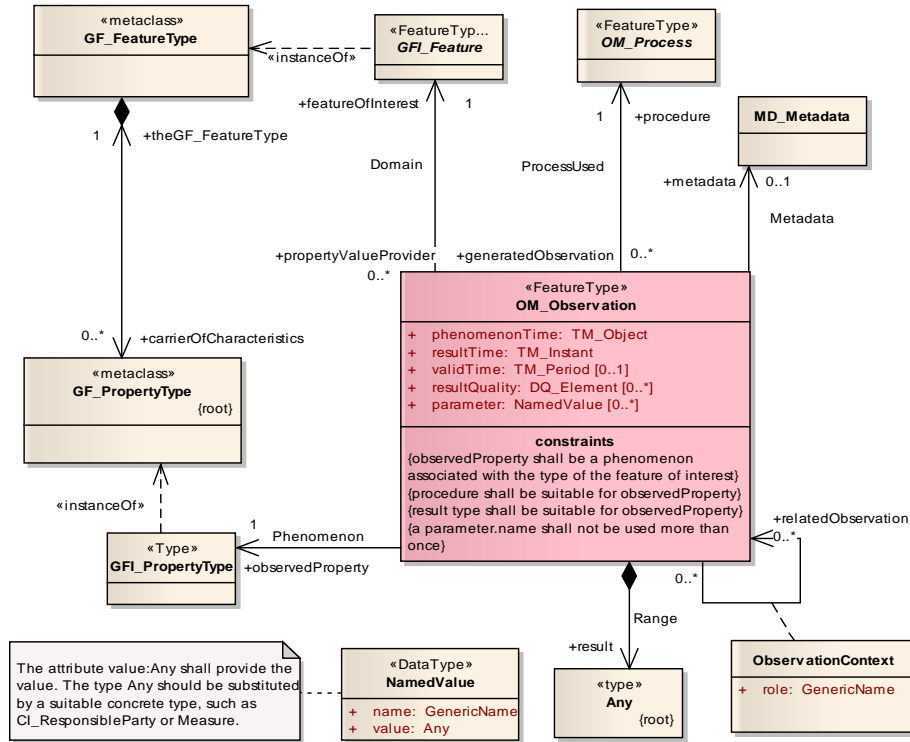 «metaclass»
GF_FeatureType
«FeatureTyp...
GFI_Feature
«FeatureType»
OM_Process
«instanceOf»
MD_Metadata
+featureOfInterest
1
1
+procedure
1
+theGF_FeatureType
Domain
ProcessUsed
+metadata
0..1
Metadata
+propertyValueProvider
0..*
+generatedObservation
0..*
«FeatureType»
OM_Observation
+ phenomenonTime: TM_Object
+ resultTime: TM_Instant
+ validTime: TM_Period [0..1]
+ resultQuality: DQ_Element [0..*]
+ parameter: NamedValue [0..*]
constraints
{observedProperty shall be a phenomenon
associated with the type of the feature of interest}
{procedure shall be suitable for observedProperty}
{result type shall be suitable for observedProperty}
{a parameter.name shall not be used more than
once}
0..*
+carrierOfCharacteristics
«metaclass»
GF_PropertyType
{root}
«instanceOf»
«Type»
GFI_PropertyType
1
Phenomenon
+observedProperty
+relatedObservation
0..*
0..*
Range
+result
«type»
Any
{root}
ObservationContext
+ role: GenericName
The attribute value:Any shall provide the
value. The type Any should be substituted
by a suitable concrete type, such as
CI_ResponsibleParty or Measure.
«DataType»
NamedValue
+ name: GenericName
+ value: Any